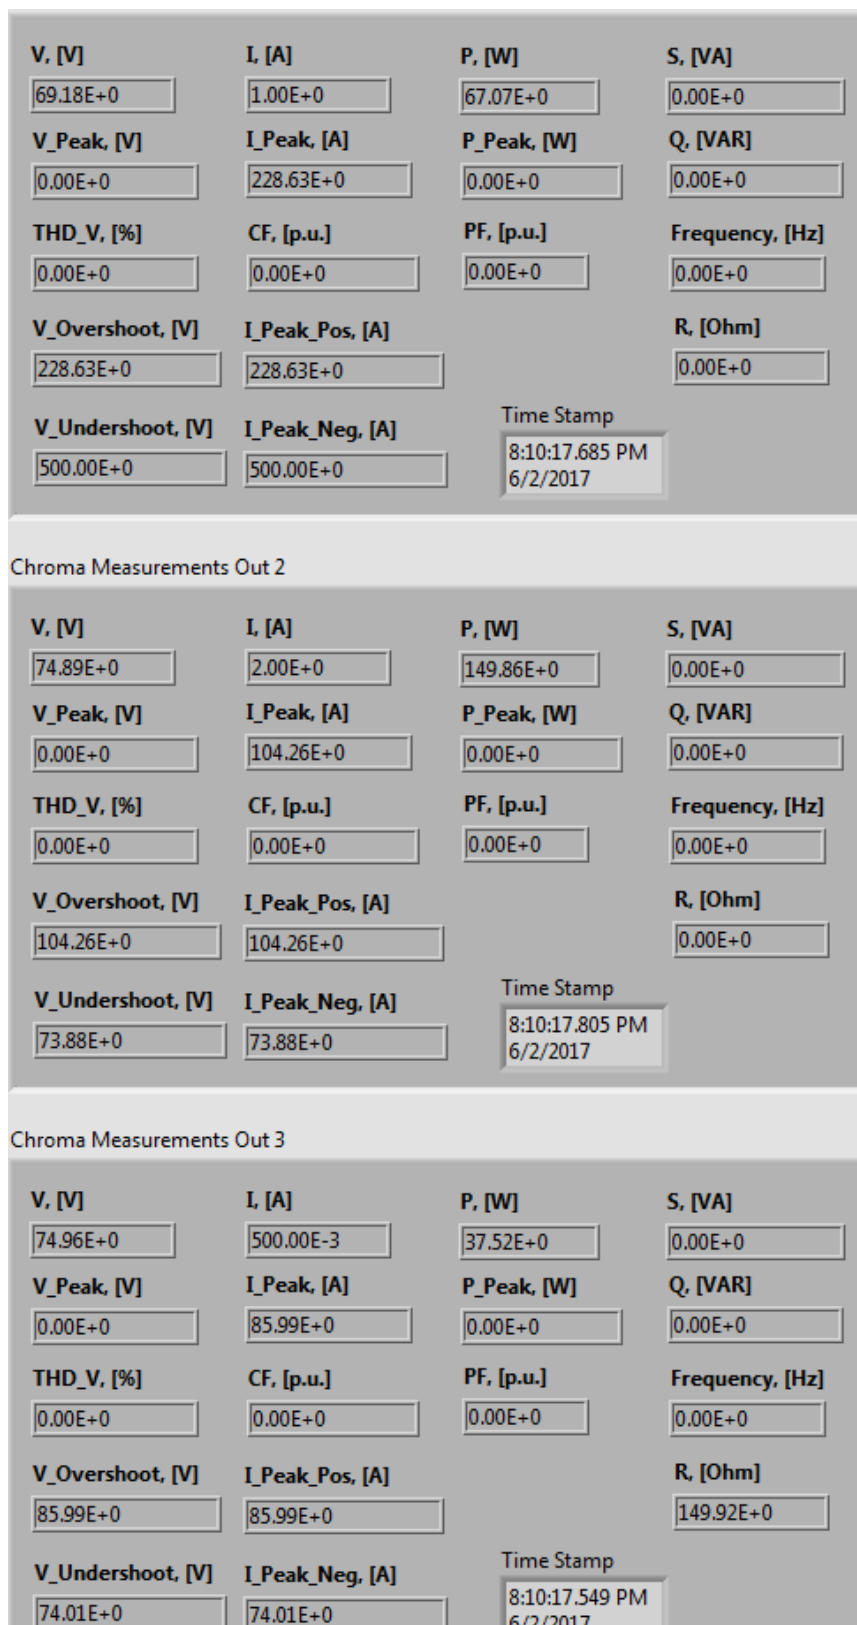 V, [V] I, [A] P, [W] S, [VA]
69.18E+0 1.00E+0 67.07E+0 0.00E+0
V_Peak, [V] I_Peak, [A] P_Peak, [W] Q, [VAR]
0.00E+0 228.63E+0 0.00E+0 0.00E+0
THD_V, [%] CF, [p.u.] PF, [p.u.] Frequency, [Hz]
0.00E+0 0.00E+0 0.00E+0 0.00E+0
V_Overshoot, [V] I_Peak_Pos, [A] R, [Ohm]
228.63E+0 228.63E+0 0.00E+0
V_Undershoot, [V] I_Peak_Neg, [A] Time Stamp
500.00E+0 500.00E+0 8:10:17.685 PM
6/2/2017
Chroma Measurements Out 2
V, [V] I, [A] P, [W] S, [VA]
74.89E+0 2.00E+0 149.86E+0 0.00E+0
V_Peak, [V] I_Peak, [A] P_Peak, [W] Q, [VAR]
0.00E+0 104.26E+0 0.00E+0 0.00E+0
THD_V, [%] CF, [p.u.] PF, [p.u.] Frequency, [Hz]
0.00E+0 0.00E+0 0.00E+0 0.00E+0
V_Overshoot, [V] I_Peak_Pos, [A] R, [Ohm]
104.26E+0 104.26E+0 0.00E+0
V_Undershoot, [V] I_Peak_Neg, [A] Time Stamp
73.88E+0 73.88E+0 8:10:17.805 PM
6/2/2017
Chroma Measurements Out 3
V, [V] I, [A] P, [W] S, [VA]
74.96E+0 500.00E-3 37.52E+0 0.00E+0
V_Peak, [V] I_Peak, [A] P_Peak, [W] Q, [VAR]
0.00E+0 85.99E+0 0.00E+0 0.00E+0
THD_V, [%] CF, [p.u.] PF, [p.u.] Frequency, [Hz]
0.00E+0 0.00E+0 0.00E+0 0.00E+0
V_Overshoot, [V] I_Peak_Pos, [A] R, [Ohm]
85.99E+0 85.99E+0 149.92E+0
V_Undershoot, [V] I_Peak_Neg, [A] Time Stamp
74.01E+0 74.01E+0 8:10:17.549 PM
6/2/2017